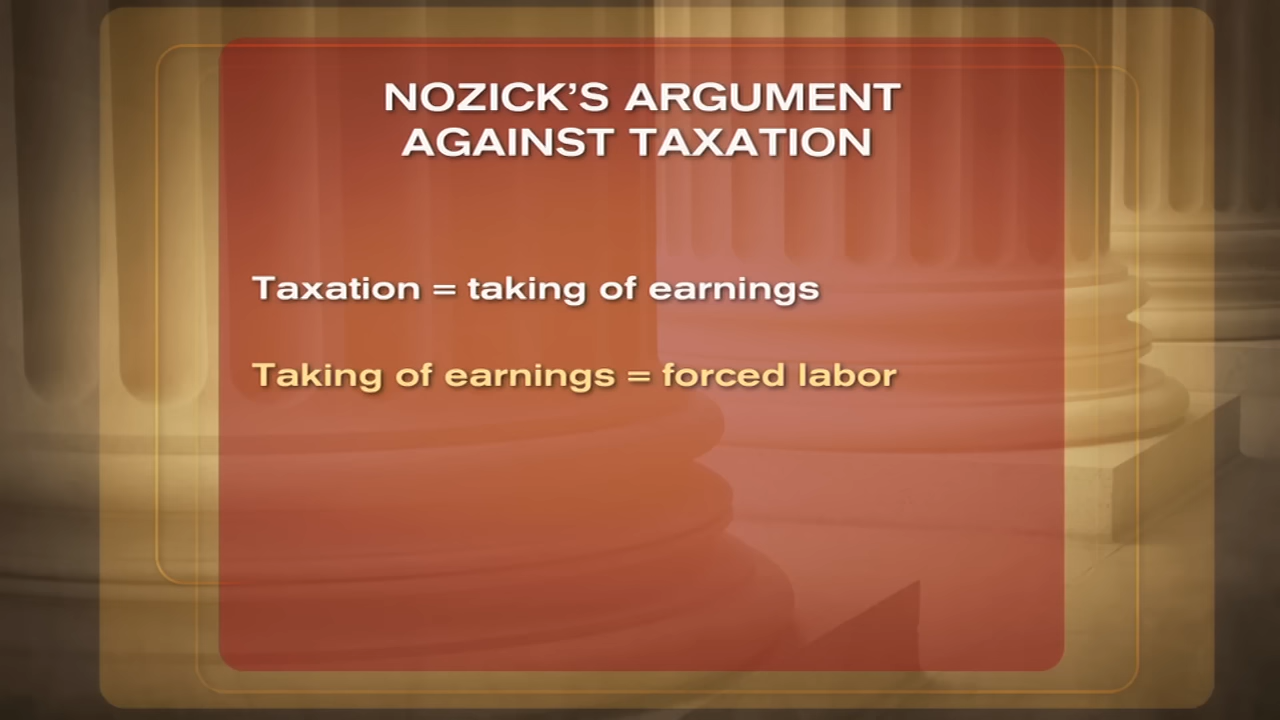 NOZICK’S ARGUMENT
AGAINST TAXATION
Taxation = taking of earnings
Taking of earnings = forced labor